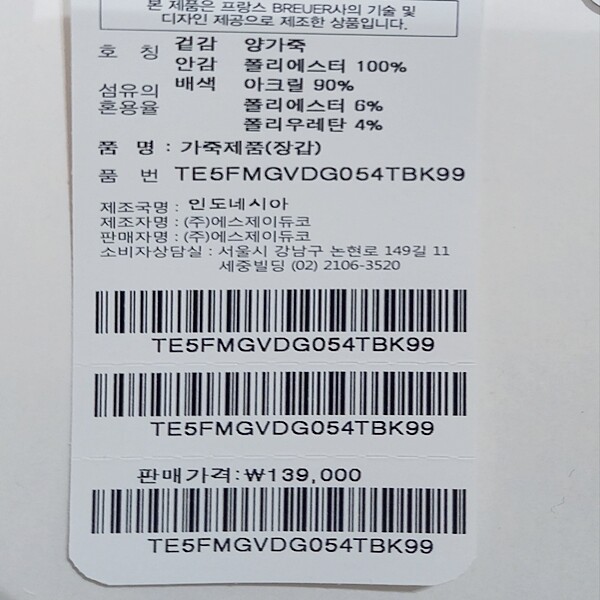 본 제품은 프랑스 BREUER사의 기술 및
디자인 제공으로 제조한 상품입니다.
호 칭 겉감 양가죽
안감 폴리에스터 100%
섬유의 배색 아크릴 90%
혼용율 폴리에스터 6%
폴리우레탄 4%
품 명 : 가죽제품(장갑)
품 번 TE5FMGVDG054TBK99
제조국명 : 인도네시아
제조자명 : (주)에스제이듀코
판매자명 : (주)에스제이듀코
소비자상담실 : 서울시 강남구 논현로 149길 11
세중빌딩 (02) 2106-3520
TE5FMGVDG054TBK99
TE5FMGVDG054TBK99
판매가격:₩139,000
TE5FMGVDG054TBK99